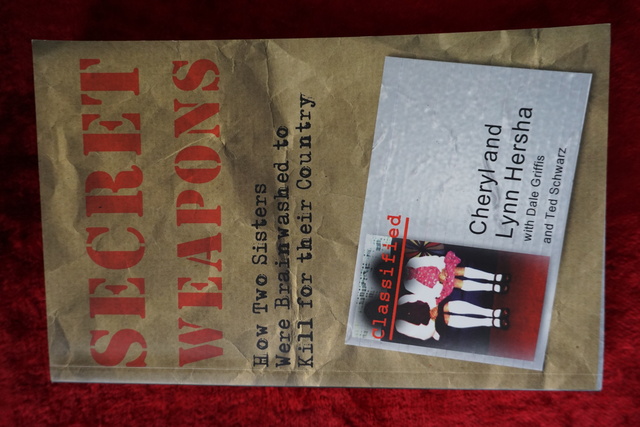 SECRET
WEAPONS
How Two Sisters
Were Brainwashed to
Kill for their Country
classified
Cheryl and
Lynn Hersha
with Dale Griffis
and Ted Schwarz